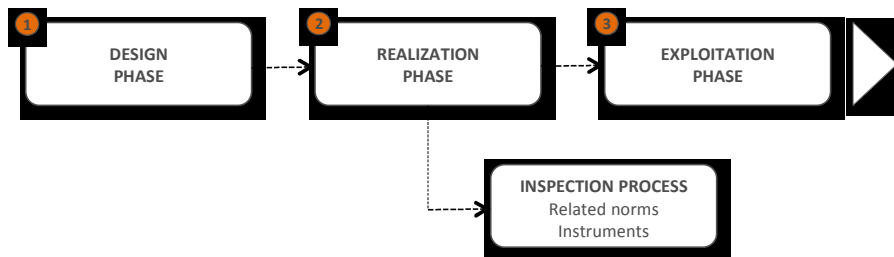 1
DESIGN
PHASE
2
REALIZATION
PHASE
3
EXPLOITATION
PHASE
INSPECTION PROCESS
Related norms
Instruments